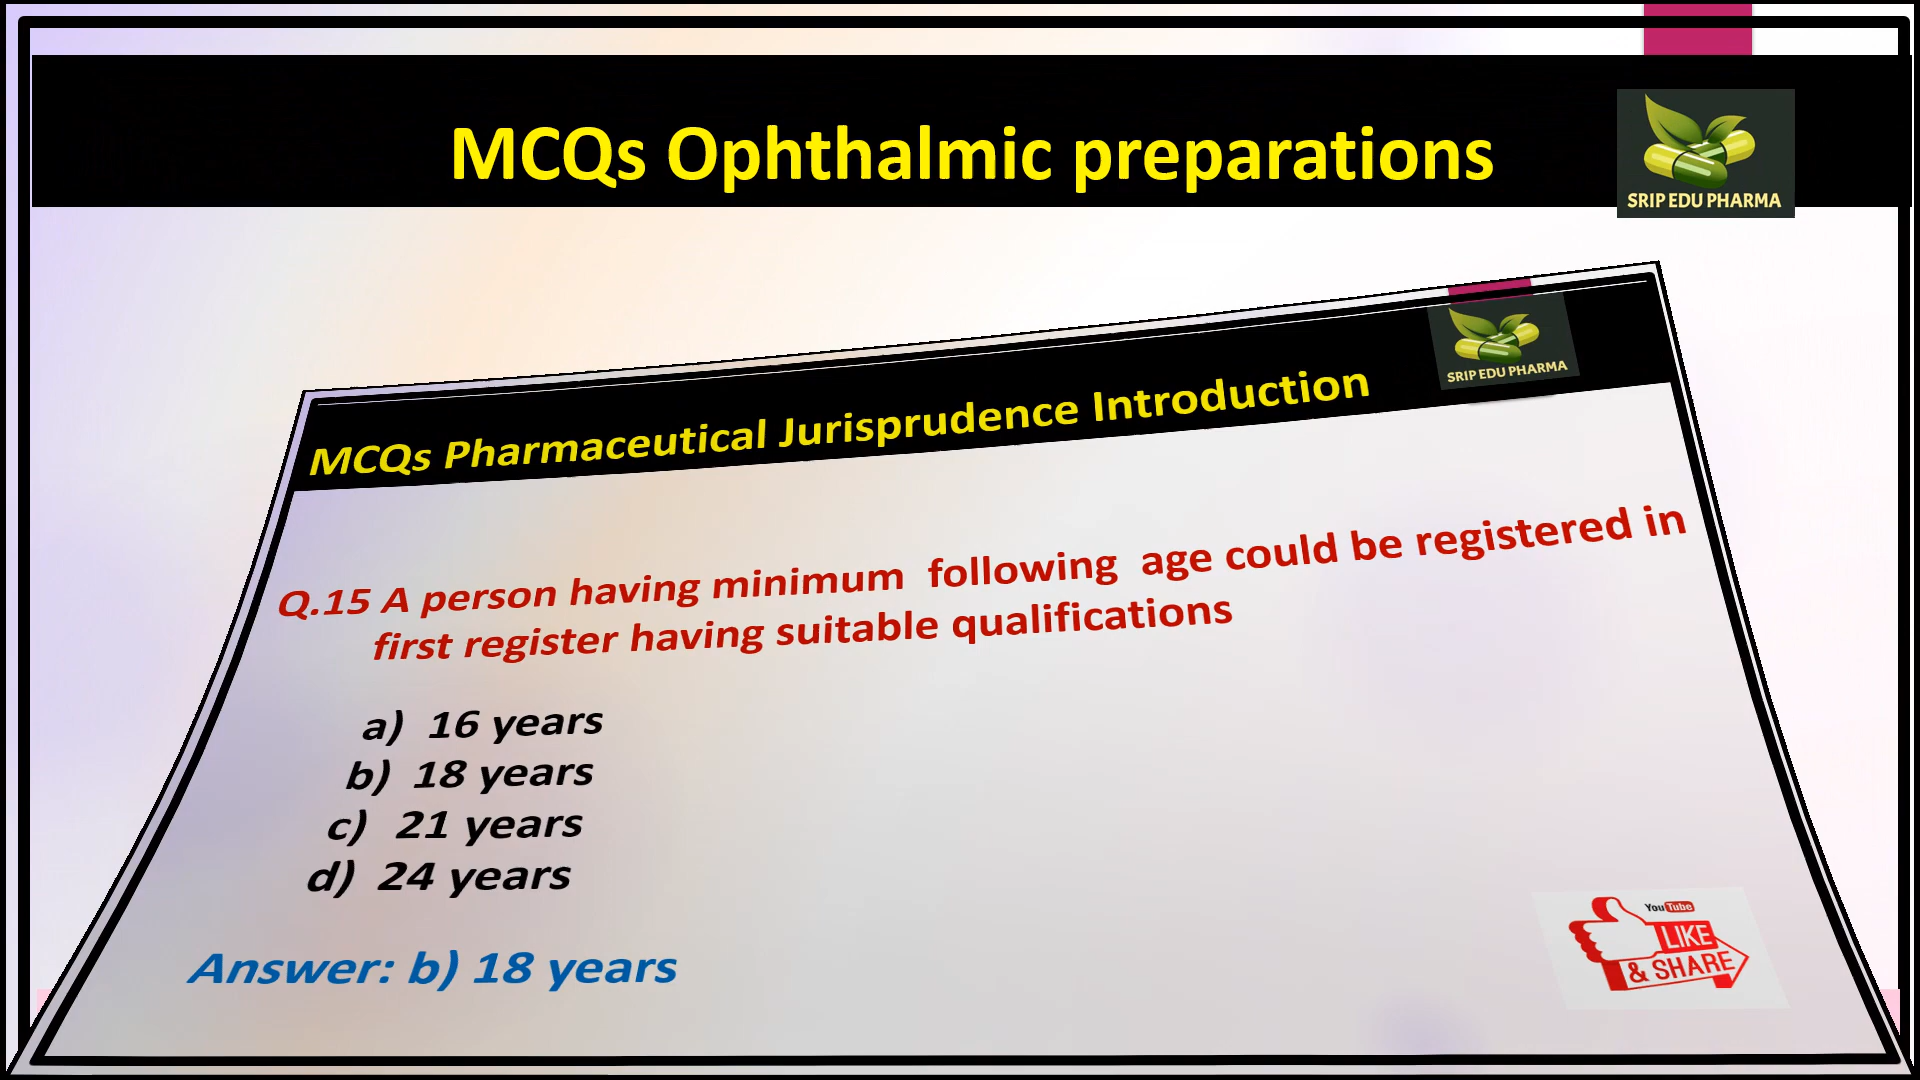 MCQs Ophthalmic preparations
SRIP EDU PHARMA
SRIP EDU PHARMA
MCQs Pharmaceutical Jurisprudence Introduction
Q.15 A person having minimum following age could be registered in
first register having suitable qualifications
a) 16 years
b) 18 years
c) 21 years
d) 24 years
Answer: b) 18 years
YouTube
LIKE
& SHARE